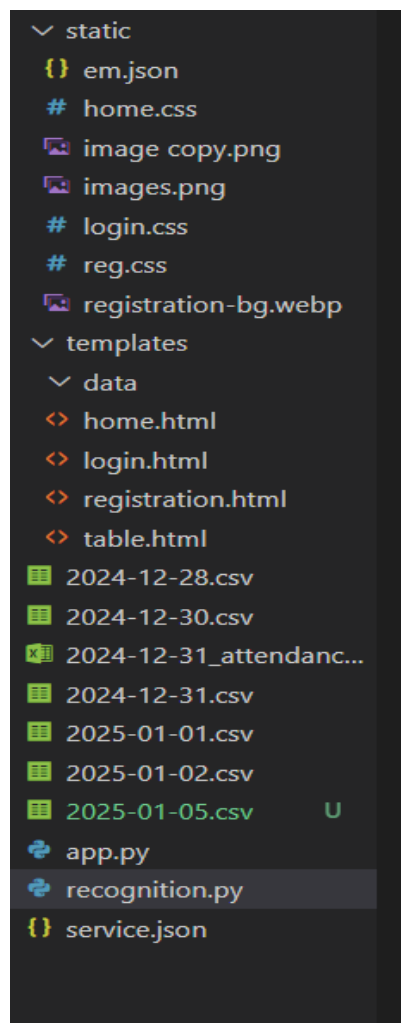 static
em.json
home.css
image copy.png
images.png
login.css
reg.css
registration-bg.webp
templates
data
home.html
login.html
registration.html
table.html
2024-12-28.csv
2024-12-30.csv
2024-12-31_attendanc...
2024-12-31.csv
2025-01-01.csv
2025-01-02.csv
2025-01-05.csv U
app.py
recognition.py
service.json